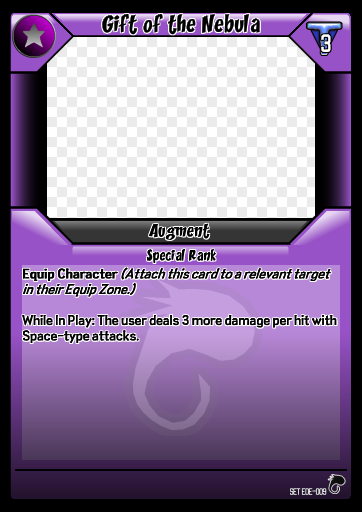 Gift of the Nebula
3
Augment
Special Rank
Equip Character (Attach this card to a relevant target
in their Equip Zone.)
While In Play: The user deals 3 more damage per hit with
Space-type attacks.
SET EDE-009